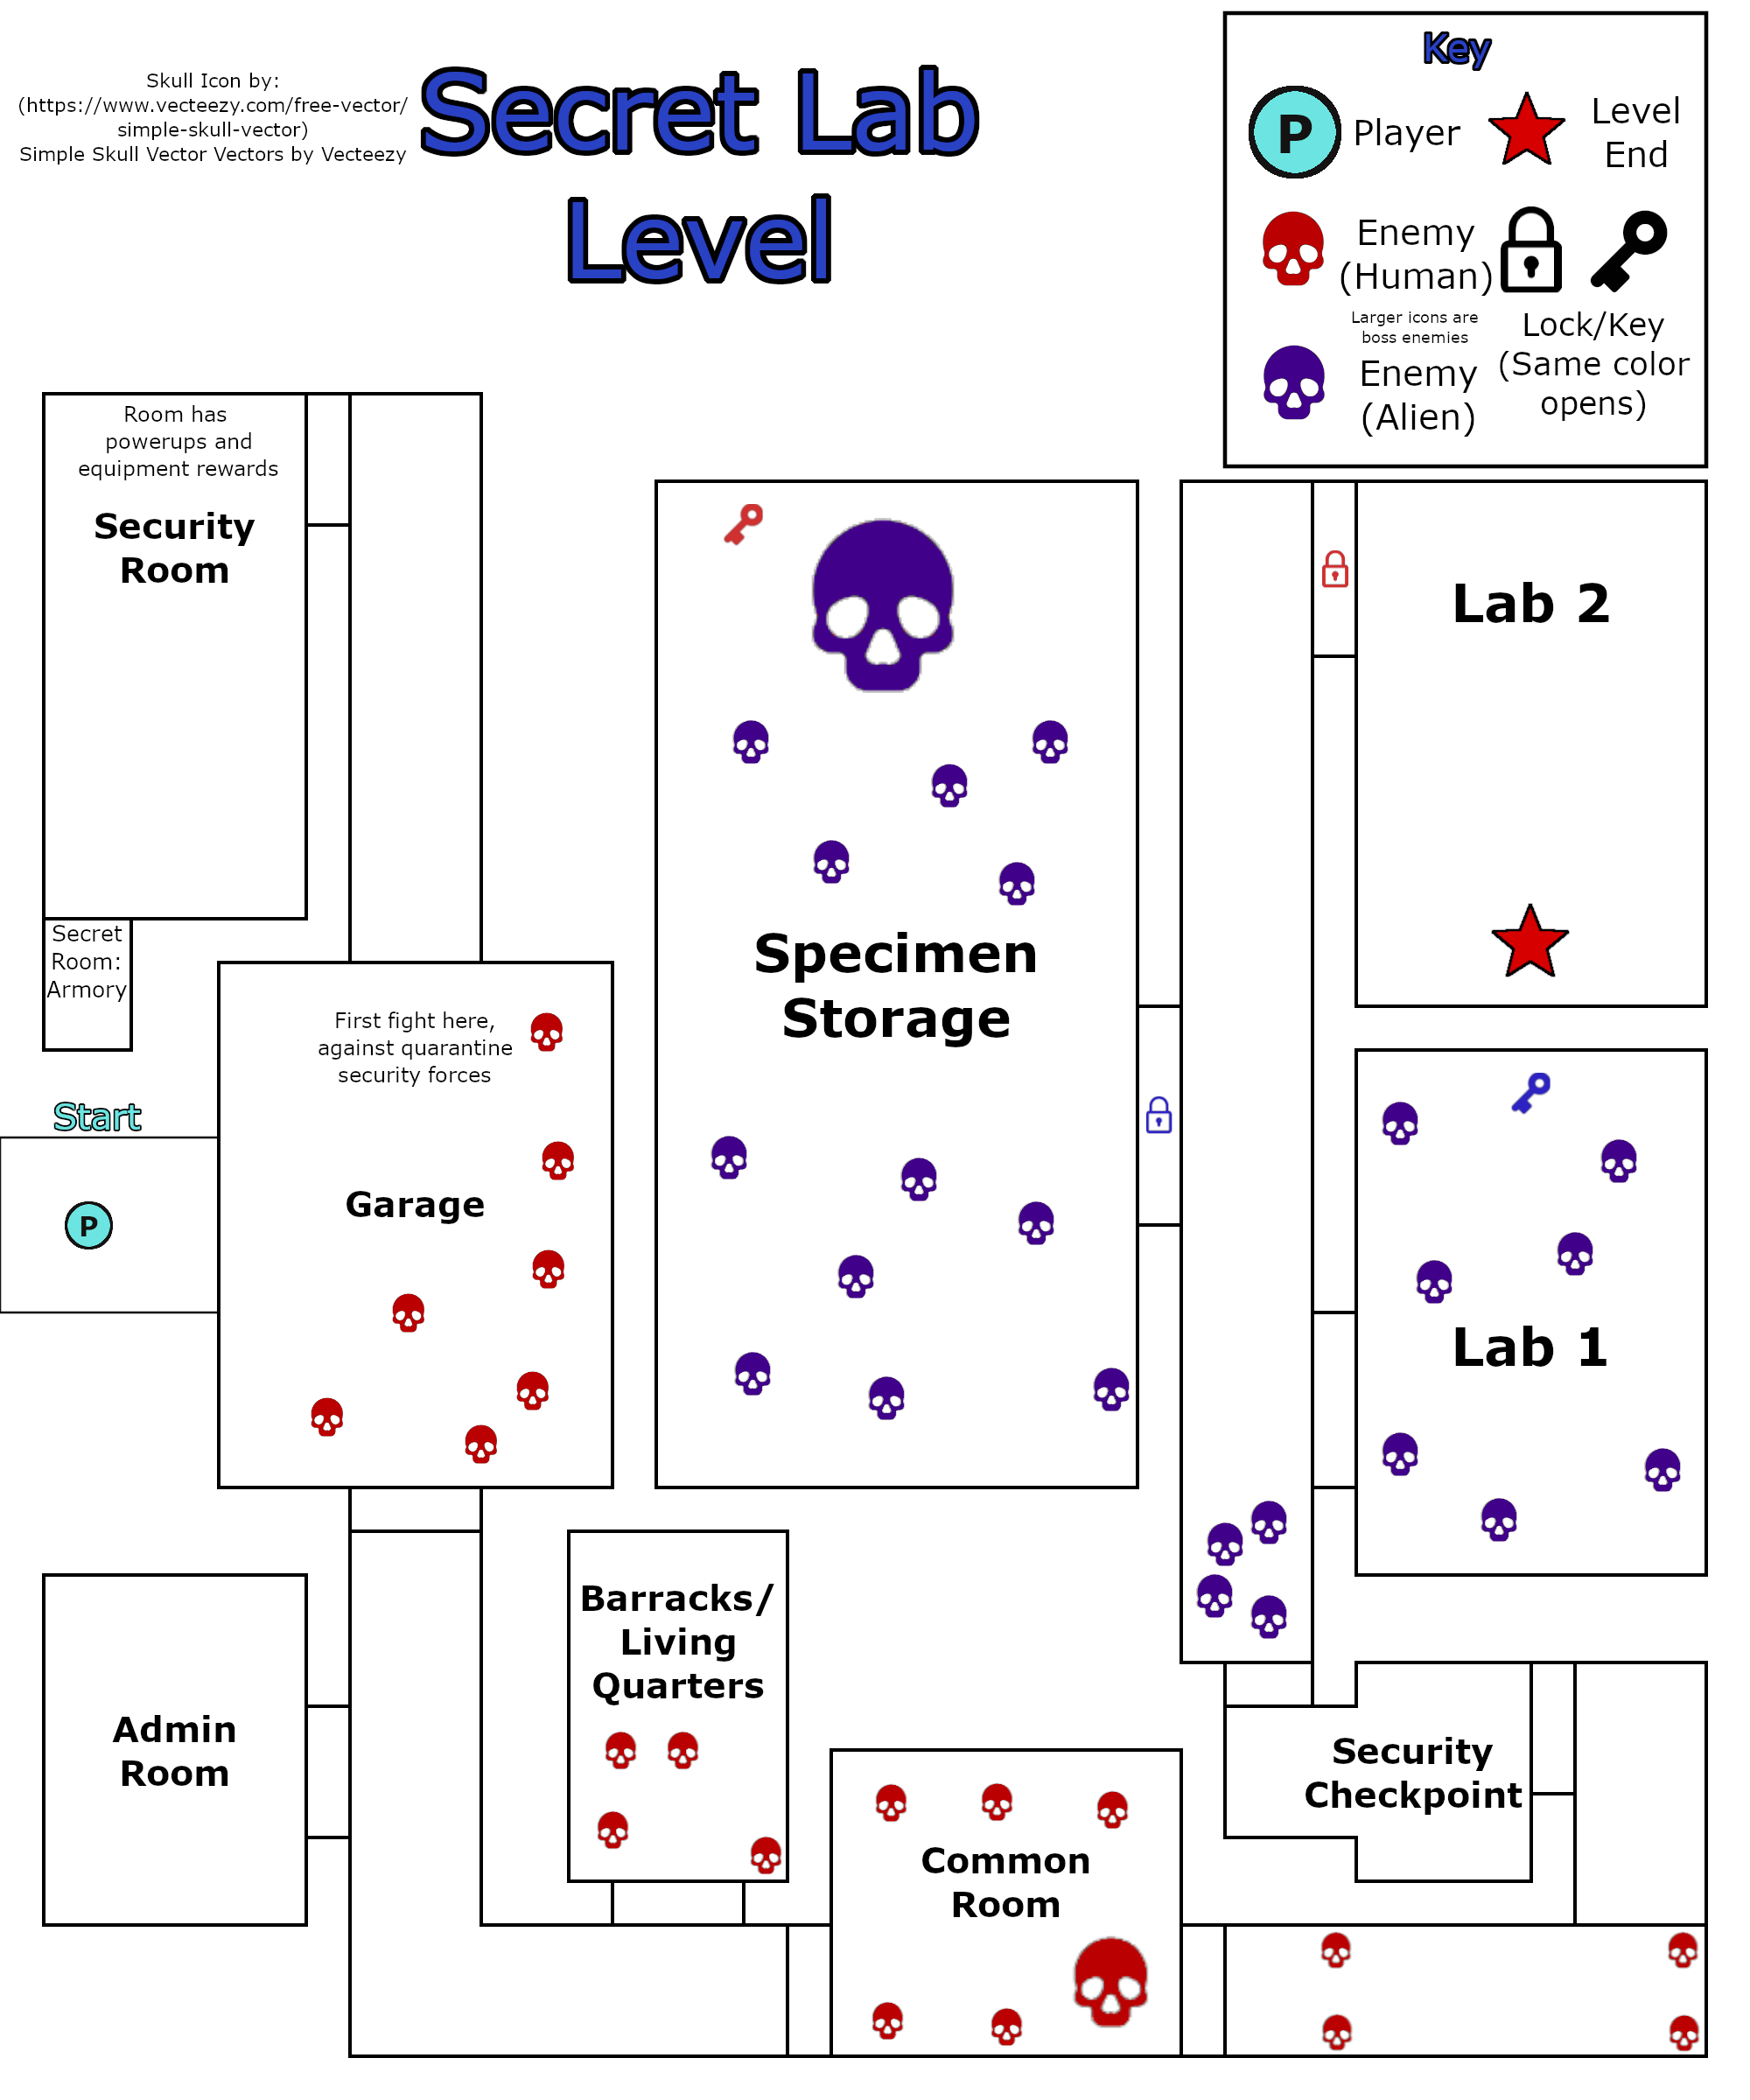 Skull Icon by:
(https://www.vecteezy.com/free-vector/
simple-skull-vector)
Simple Skull Vector Vectors by Vecteezy
Secret Lab
Level
Key
P
Player
Level
End
Enemy
(Human)
Larger icons are
boss enemies
Enemy
(Alien)
Lock/Key
(Same color
opens)
Room has
powerups and
equipment rewards
Security
Room
Secret
Room:
Armory
Start
P
First fight here,
against quarantine
security forces
Garage
Specimen
Storage
Lab 2
Lab 1
Admin
Room
Barracks/
Living
Quarters
Common
Room
Security
Checkpoint